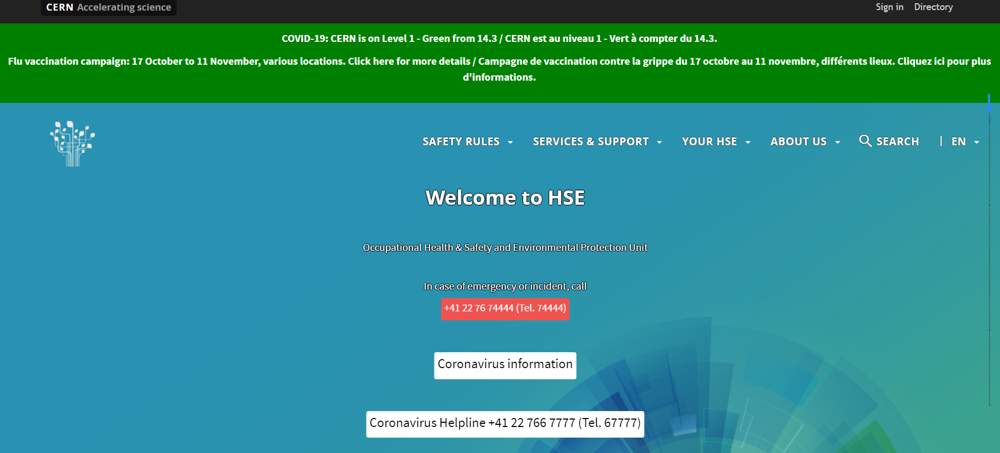 CERN Accelerating science
Sign in Directory
COVID-19: CERN is on Level 1 - Green from 14.3 / CERN est au niveau 1 - Vert à compter du 14.3.
Flu vaccination campaign: 17 October to 11 November, various locations. Click here for more details / Campagne de vaccination contre la grippe du 17 octobre au 11 novembre, différents lieux. Cliquez ici pour plus
d'informations.
SAFETY RULES SERVICES & SUPPORT YOUR HSE ABOUT US SEARCH | EN
Welcome to HSE
Occupational Health & Safety and Environmental Protection Unit
In case of emergency or incident, call
+41 22 76 74444 (Tel. 74444)
Coronavirus information
Coronavirus Helpline +41 22 766 7777 (Tel. 67777)